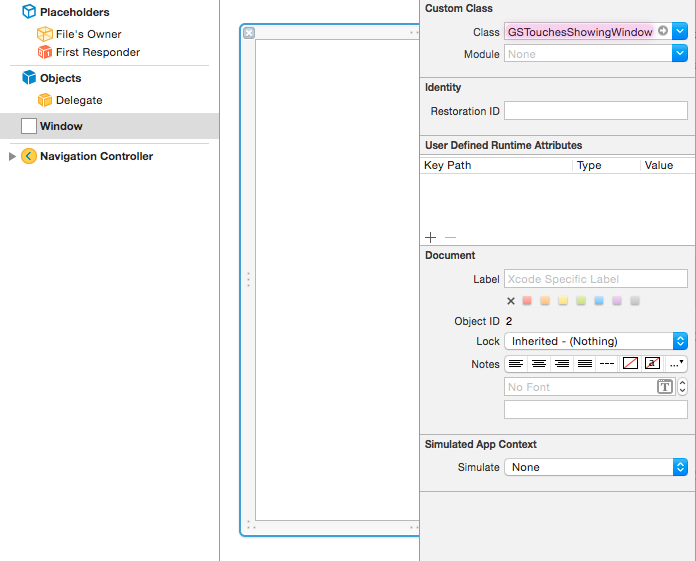 Placeholders
File's Owner
First Responder
Objects
Delegate
Window
Navigation Controller
Custom Class
Class GSTouchesShowingWindow
Module None
Identity
Restoration ID
User Defined Runtime Attributes
Key Path Type Value
Document
Label Xcode Specific Label
Object ID 2
Lock Inherited - (Nothing)
Notes a ...
No Font T
Simulated App Context
Simulate None